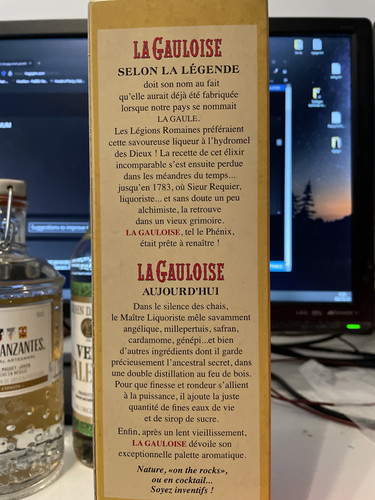 LA GAULOISE
SELON LA LÉGENDE
doit son nom au fait
qu'elle aurait déjà été fabriquée
lorsque notre pays se nommait
LA GAULE.
Les Légions Romaines préféraient
cette savoureuse liqueur à l'hydromel
des Dieux ! La recette de cet élixir
incomparable s'est ensuite perdue
dans les méandres du temps...
jusqu'en 1783, où Sieur Requier,
liquoriste... et sans doute un peu
alchimiste, la retrouve
dans un vieux grimoire.
LA GAULOISE, tel le Phénix,
était prête à renaître !
LA GAULOISE
AUJOURD'HUI
Dans le silence des chais,
le Maître Liquoriste mêle savamment
angélique, millepertuis, safran,
cardamome, génépi...et bien
d'autres ingrédients dont il garde
précieusement l'ancestral secret, dans
une double distillation au feu de bois.
Pour que finesse et rondeur s'allient
à la puissance, il ajoute la juste
quantité de fines eaux de vie
et de sirop de sucre.
Enfin, après un lent vieillissement,
LA GAULOISE dévoile son
exceptionnelle palette aromatique.
Nature, «on the rocks»,
ou en cocktail...
Soyez inventifs !
ANZANTES.